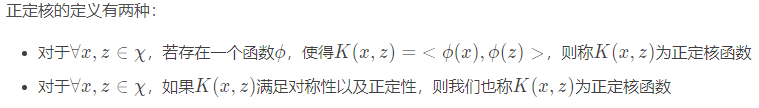 正定核的定义有两种：
• 对于∀x, z ∈ χ，若存在一个函数ϕ，使得K(x, z) =< ϕ(x), ϕ(z) >，则称K(x, z)为正定核函数
• 对于∀x, z ∈ χ，如果K(x, z)满足对称性以及正定性，则我们也称K(x, z)为正定核函数